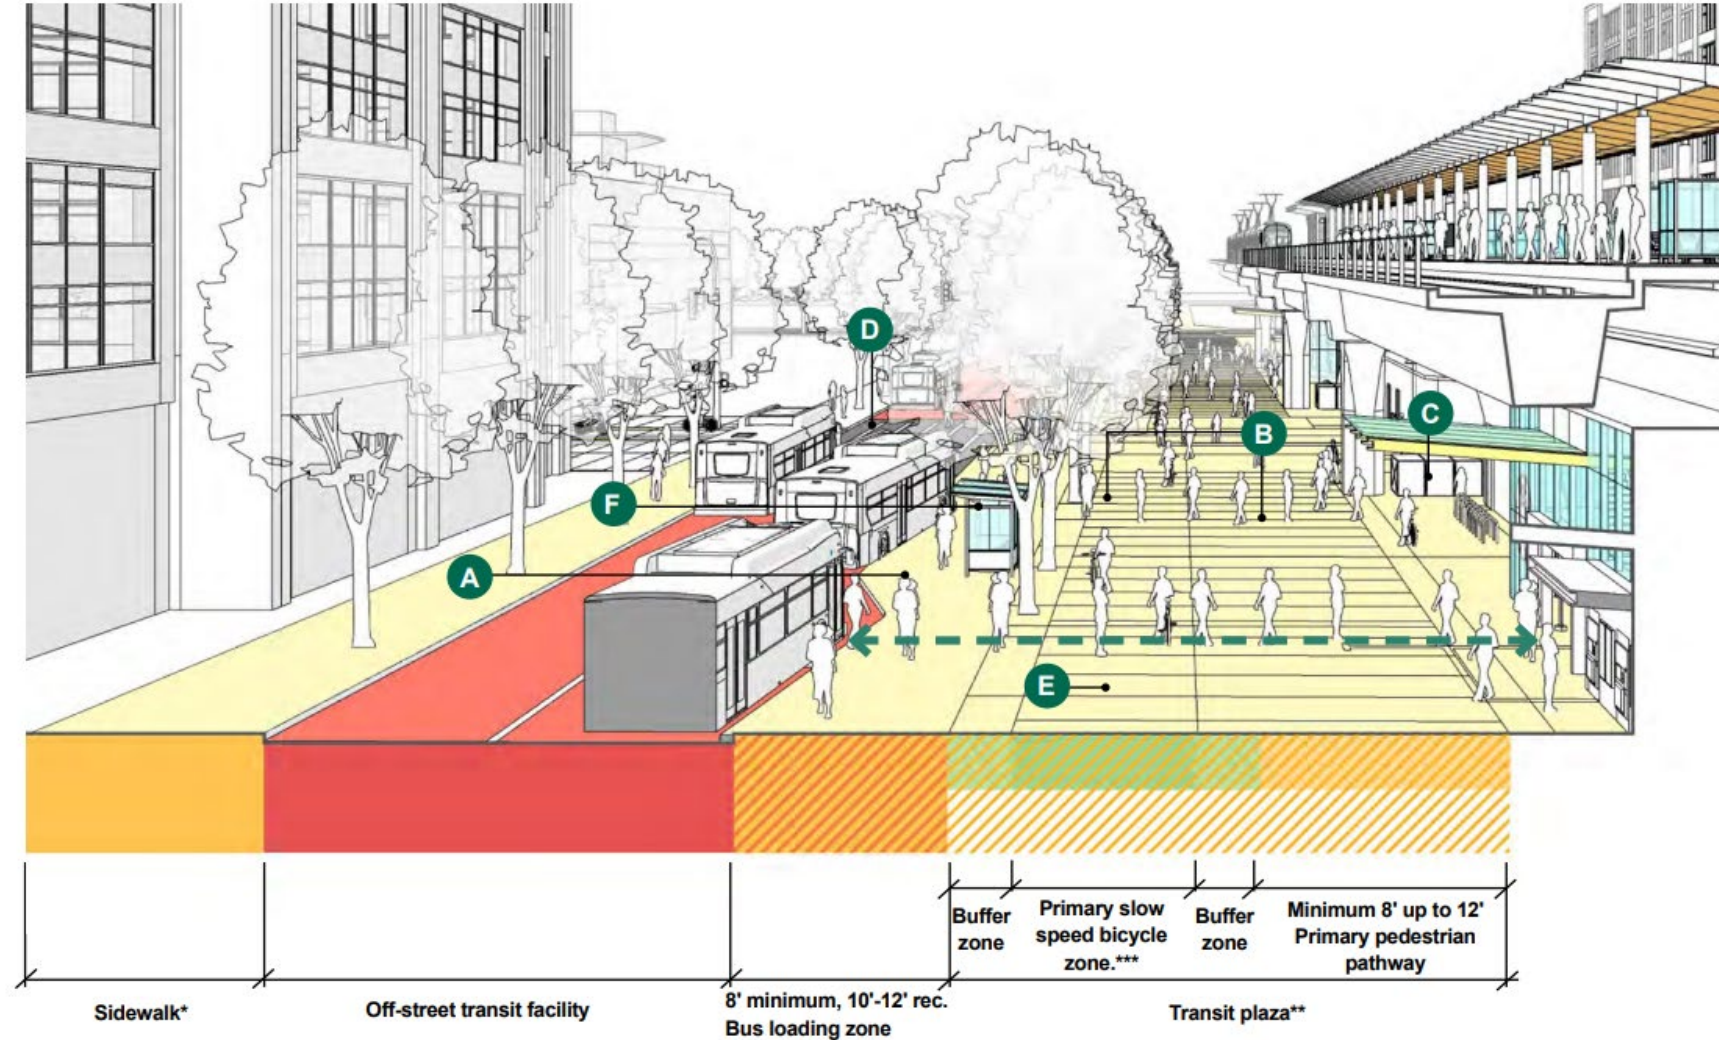 D
C
B
F
A
E
Buffer
zone
Primary slow
speed bicycle
zone.***
Buffer
zone
Minimum 8' up to 12'
Primary pedestrian
pathway
Sidewalk*
Off-street transit facility
8' minimum, 10'-12' rec.
Bus loading zone
Transit plaza**